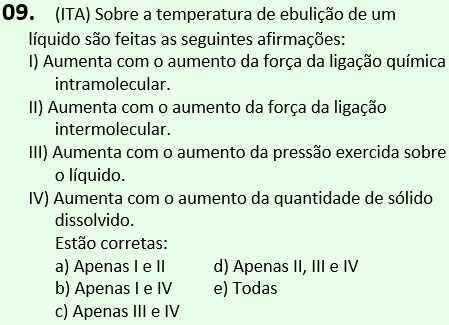 09. (ITA) Sobre a temperatura de ebulição de um
líquido são feitas as seguintes afirmações:
I) Aumenta com o aumento da força da ligação química
intramolecular.
II) Aumenta com o aumento da força da ligação
intermolecular.
III) Aumenta com o aumento da pressão exercida sobre
o líquido.
IV) Aumenta com o aumento da quantidade de sólido
dissolvido.
Estão corretas:
a) Apenas I e II d) Apenas II, III e IV
b) Apenas I e IV e) Todas
c) Apenas III e IV